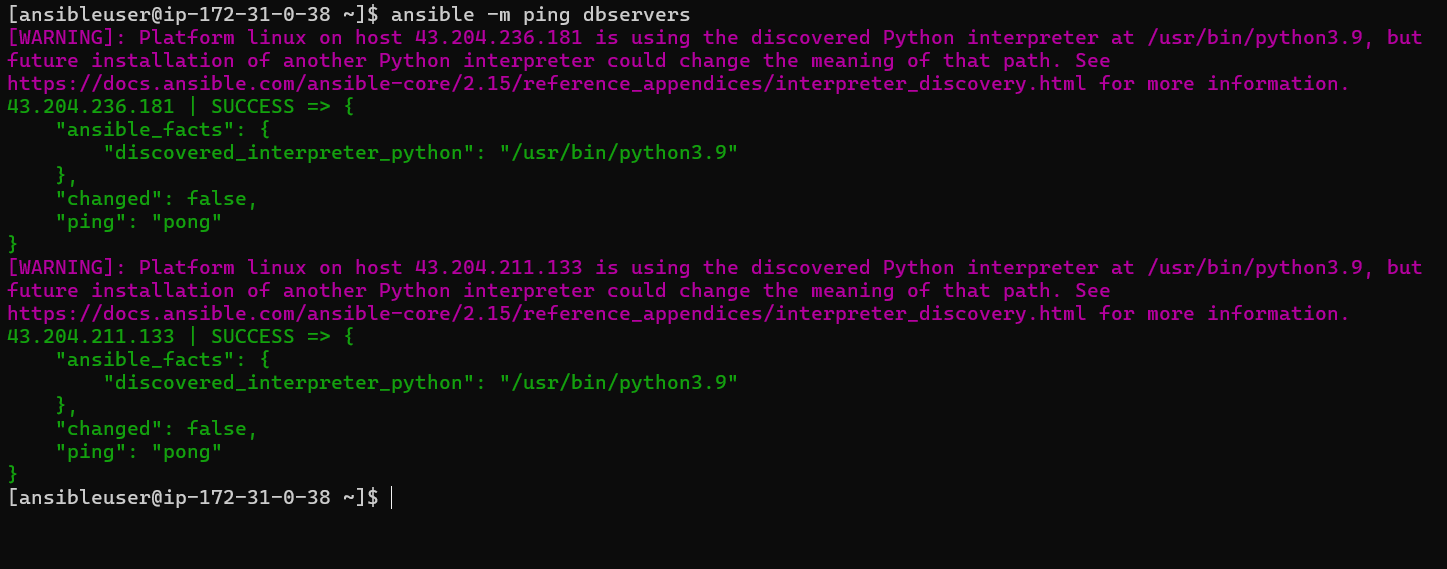 [ansibleuser@ip-172-31-0-38 ~]$ ansible -m ping dbservers
[WARNING]: Platform linux on host 43.204.236.181 is using the discovered Python interpreter at /usr/bin/python3.9, but
future installation of another Python interpreter could change the meaning of that path. See
https://docs.ansible.com/ansible-core/2.15/reference_appendices/interpreter_discovery.html for more information.
43.204.236.181 | SUCCESS => {
    "ansible_facts": {
        "discovered_interpreter_python": "/usr/bin/python3.9"
    },
    "changed": false,
    "ping": "pong"
}
[WARNING]: Platform linux on host 43.204.211.133 is using the discovered Python interpreter at /usr/bin/python3.9, but
future installation of another Python interpreter could change the meaning of that path. See
https://docs.ansible.com/ansible-core/2.15/reference_appendices/interpreter_discovery.html for more information.
43.204.211.133 | SUCCESS => {
    "ansible_facts": {
        "discovered_interpreter_python": "/usr/bin/python3.9"
    },
    "changed": false,
    "ping": "pong"
}
[ansibleuser@ip-172-31-0-38 ~]$